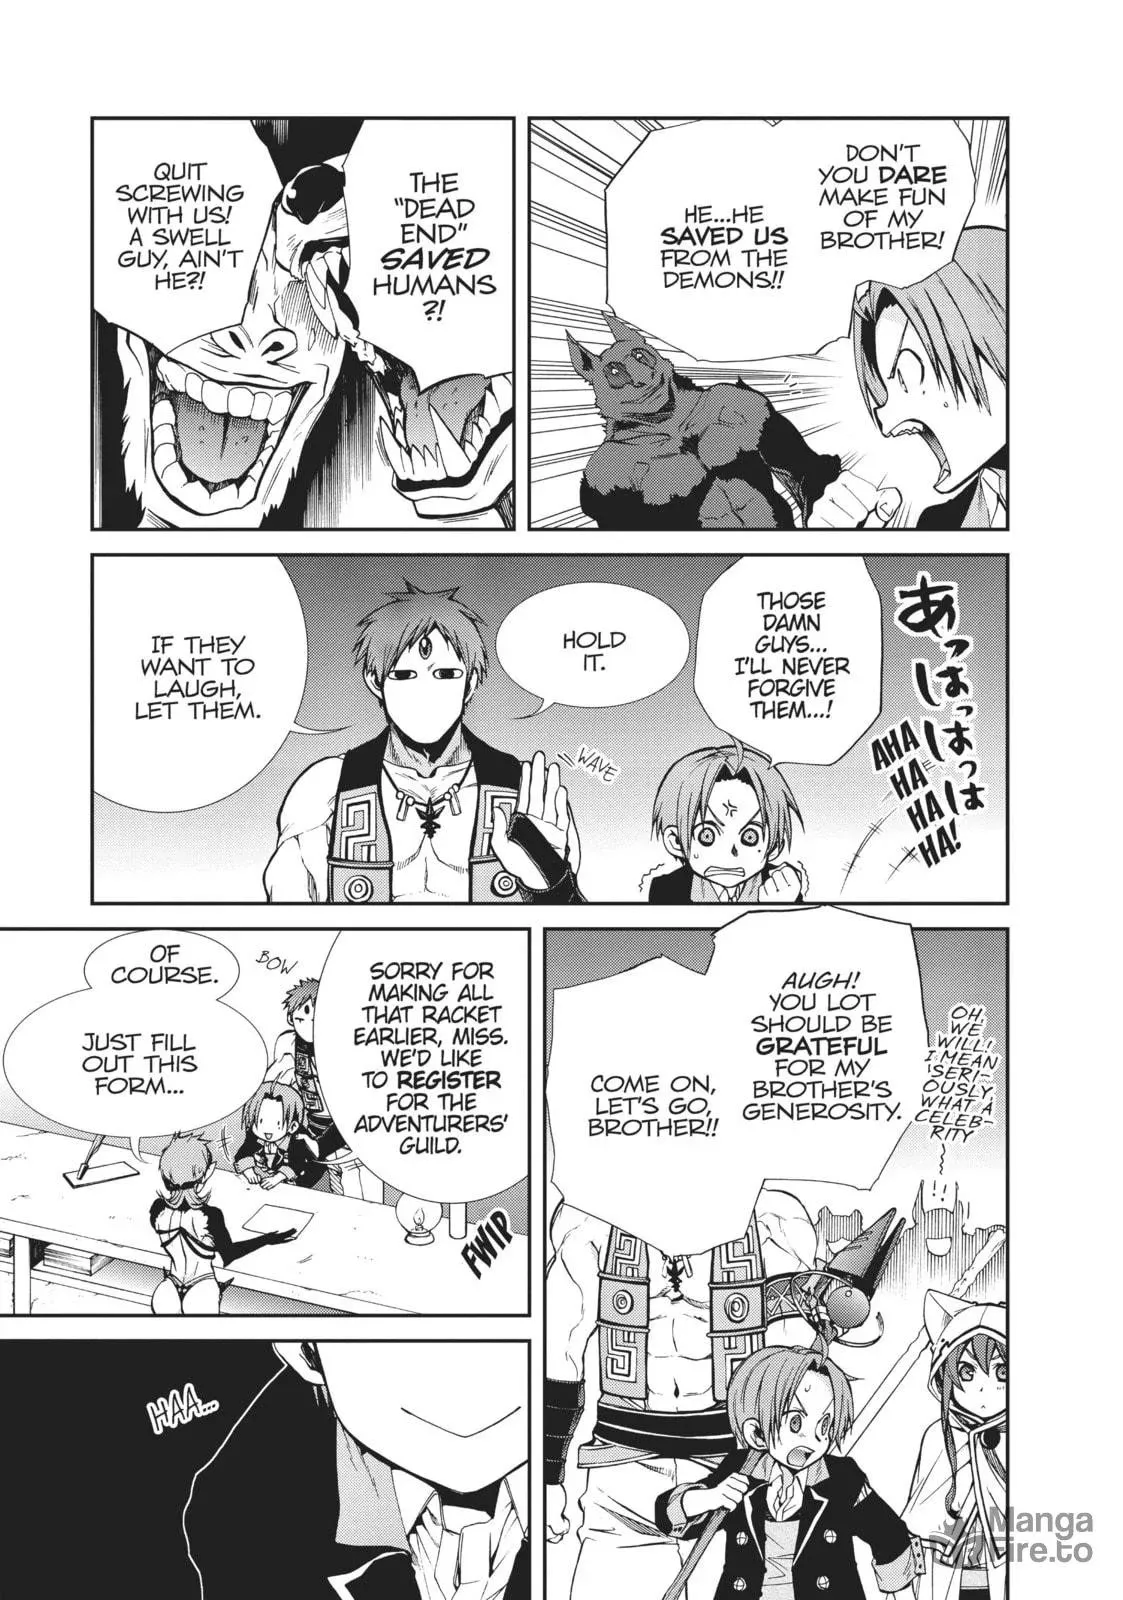 DON'T
YOU DARE
MAKE FUN
OF MY
BROTHER!
HE...HE
SAVED US
FROM THE
DEMONS!!
THE
"DEAD
END"
SAVED
HUMANS
?!
QUIT
SCREWING
WITH US!
A SWELL
GUY, AIN'T
HE?!
あっはっはっは
AHA
HA
HA
HA
HA!
THOSE
DAMN
GUYS...
I'LL NEVER
FORGIVE
THEM...!
HOLD
IT.
WAVE
IF THEY
WANT TO
LAUGH,
LET THEM.
AUGH!
YOU LOT
SHOULD BE
GRATEFUL
FOR MY
BROTHER'S
GENEROSITY.
OH,
WE
WILL!
I MEAN
SERI-
OUSLY,
WHAT A
CELEB-
RITY
COME ON,
LET'S GO,
BROTHER!!
SORRY FOR
MAKING ALL
THAT RACKET
EARLIER, MISS.
WE'D LIKE
TO REGISTER
FOR THE
ADVENTURERS'
GUILD.
BOW
OF
COURSE.
JUST FILL
OUT THIS
FORM...
FWIP
HAA...
Manga
Fire.to